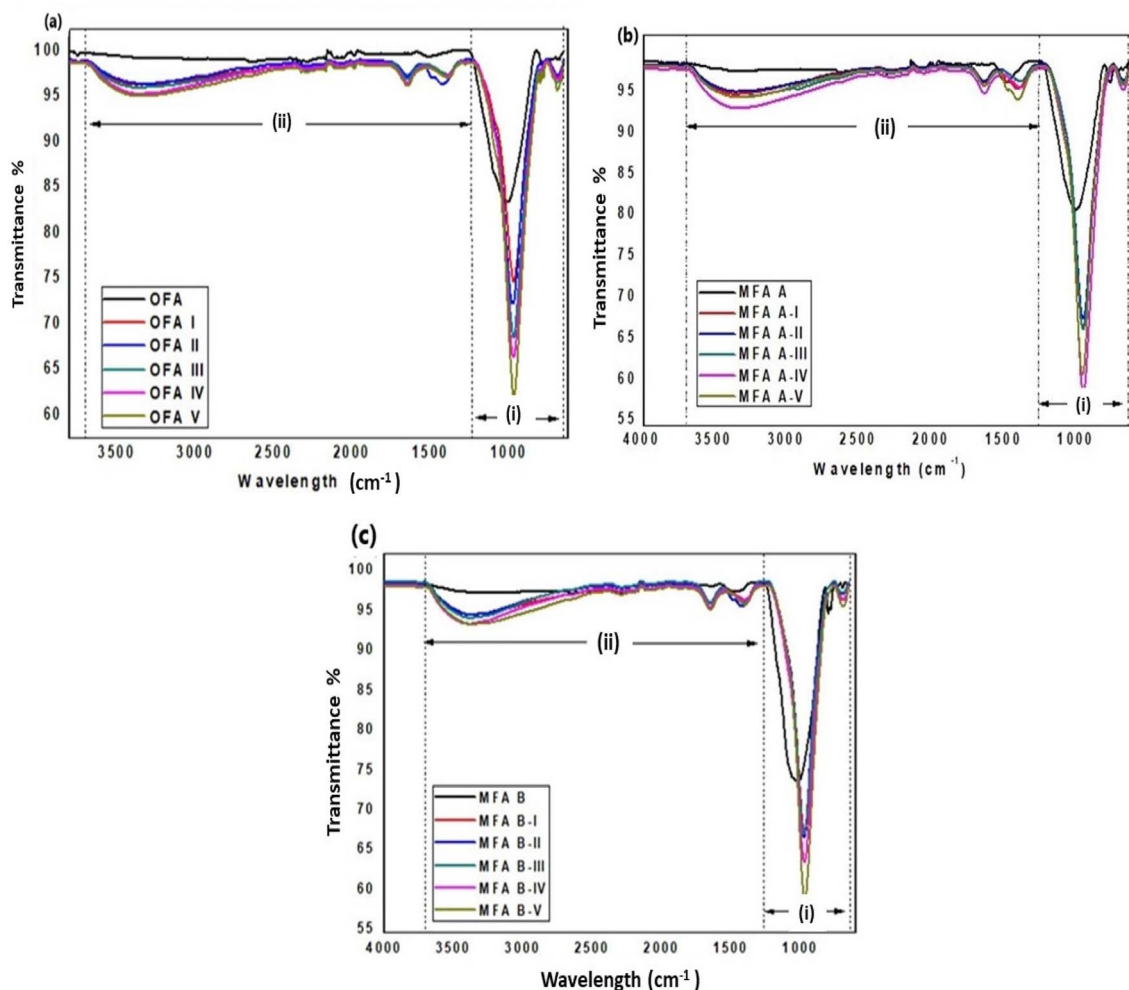 (a)
100
95
90
85
80
75
70
65
60
Transmittance %
(ii)
(i)
OFA
OFA I
OFA II
OFA III
OFA IV
OFA V
3500 3000 2500 2000 1500 1000
Wavelength (cm-1)
(b)
100
95
90
85
80
75
70
65
60
55
Transmittance %
(ii)
(i)
MFA A
MFA A-I
MFA A-II
MFA A-III
MFA A-IV
MFA A-V
4000 3500 3000 2500 2000 1500 1000
Wavelength (cm-1)
(c)
100
95
90
85
80
75
70
65
60
55
Transmittance %
(ii)
(i)
MFA B
MFA B-I
MFA B-II
MFA B-III
MFA B-IV
MFA B-V
4000 3500 3000 2500 2000 1500 1000
Wavelength (cm-1)